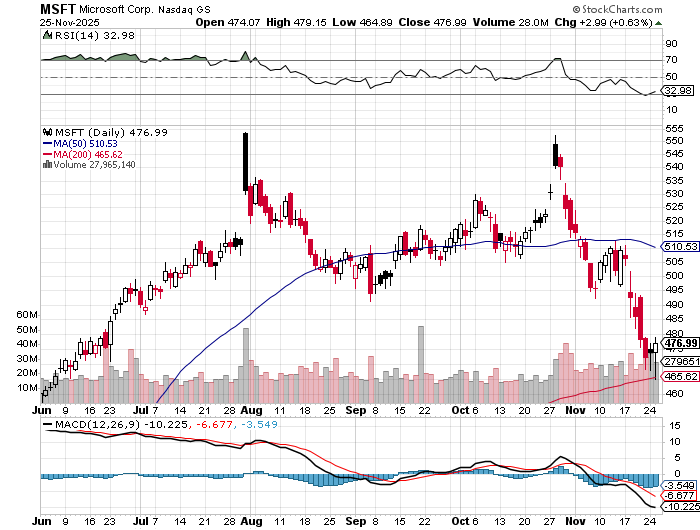 MSFT Microsoft Corp. Nasdaq GS © StockCharts.com
25-Nov-2025 Open 474.07 High 479.15 Low 464.89 Close 476.99 Volume 28.0M Chg +2.99 (+0.63%)
RSI(14) 32.98
90
70
50
32.98
30
10
MSFT (Daily) 476.99
MA(50) 510.53
MA(200) 465.62
Volume 27,965,140
555
550
545
540
535
530
525
520
515
510.53
505
500
495
490
485
480
476.99
475
279651
465.62
460
60M
50M
40M
30M
20M
10M
Jun 9 16 23 Jul 7 14 21 28 Aug 11 18 25 Sep 8 15 22 Oct 6 13 20 27 Nov 10 17 24
MACD(12,26,9) -10.225, -6.677, -3.549
15
10
5
0
-3.549
-6.677
-10.225
Jun 9 16 23 Jul 7 14 21 28 Aug 11 18 25 Sep 8 15 22 Oct 6 13 20 27 Nov 10 17 24